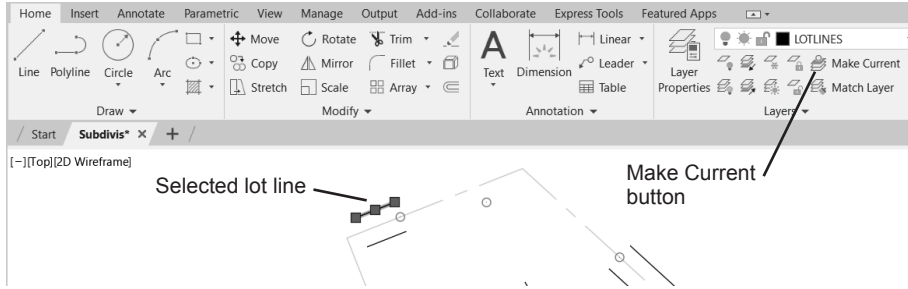 Home Insert Annotate Parametric View Manage Output Add-ins Collaborate Express Tools Featured Apps
Move Rotate Trim Linear LOTLINES
Line Polyline Circle Arc Copy Mirror Fillet Text Dimension Leader Layer Properties Make Current
Stretch Scale Array Table Match Layer
Draw Modify Annotation Layers
Start Subdivis* × +
[−][Top][2D Wireframe]
Selected lot line
Make Current
button